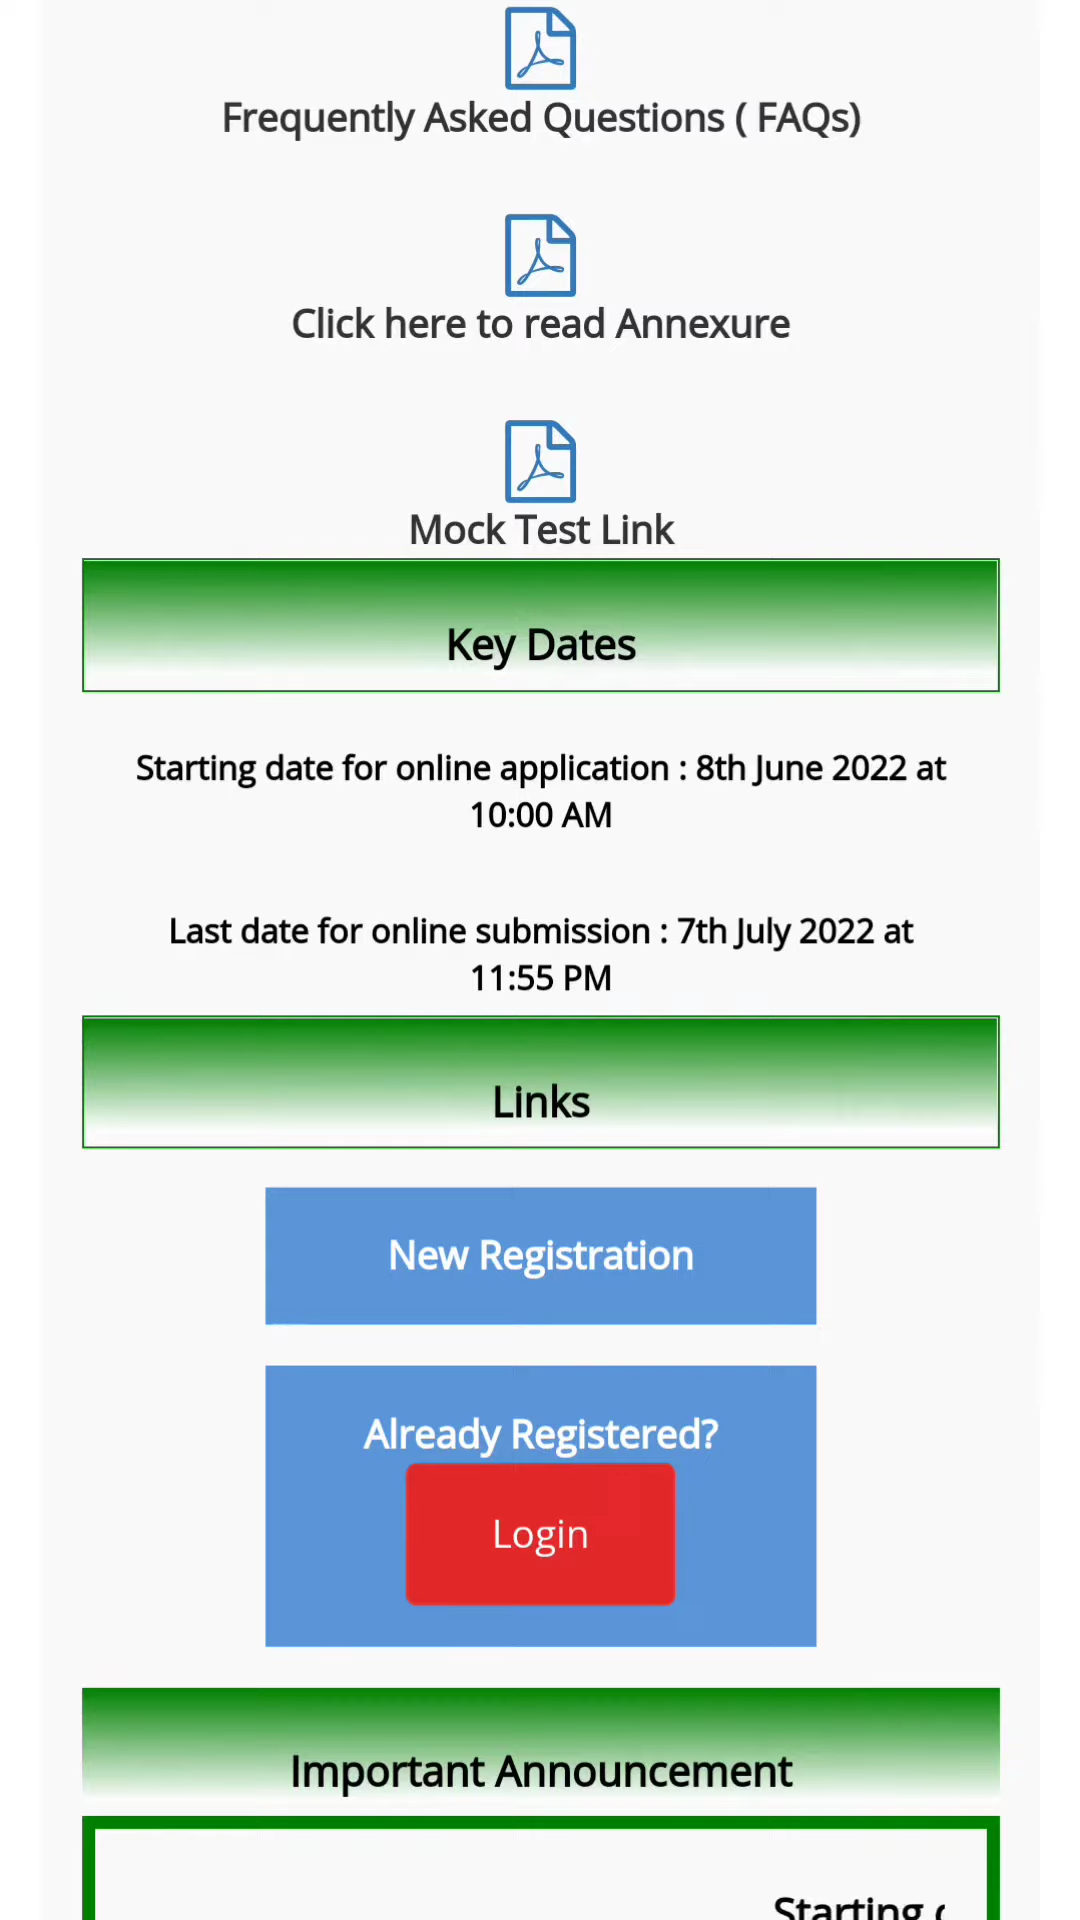 Frequently Asked Questions ( FAQs)
Click here to read Annexure
Mock Test Link
Key Dates
Starting date for online application : 8th June 2022 at
10:00 AM
Last date for online submission : 7th July 2022 at
11:55 PM
Links
New Registration
Already Registered?
Login
Important Announcement
Starting